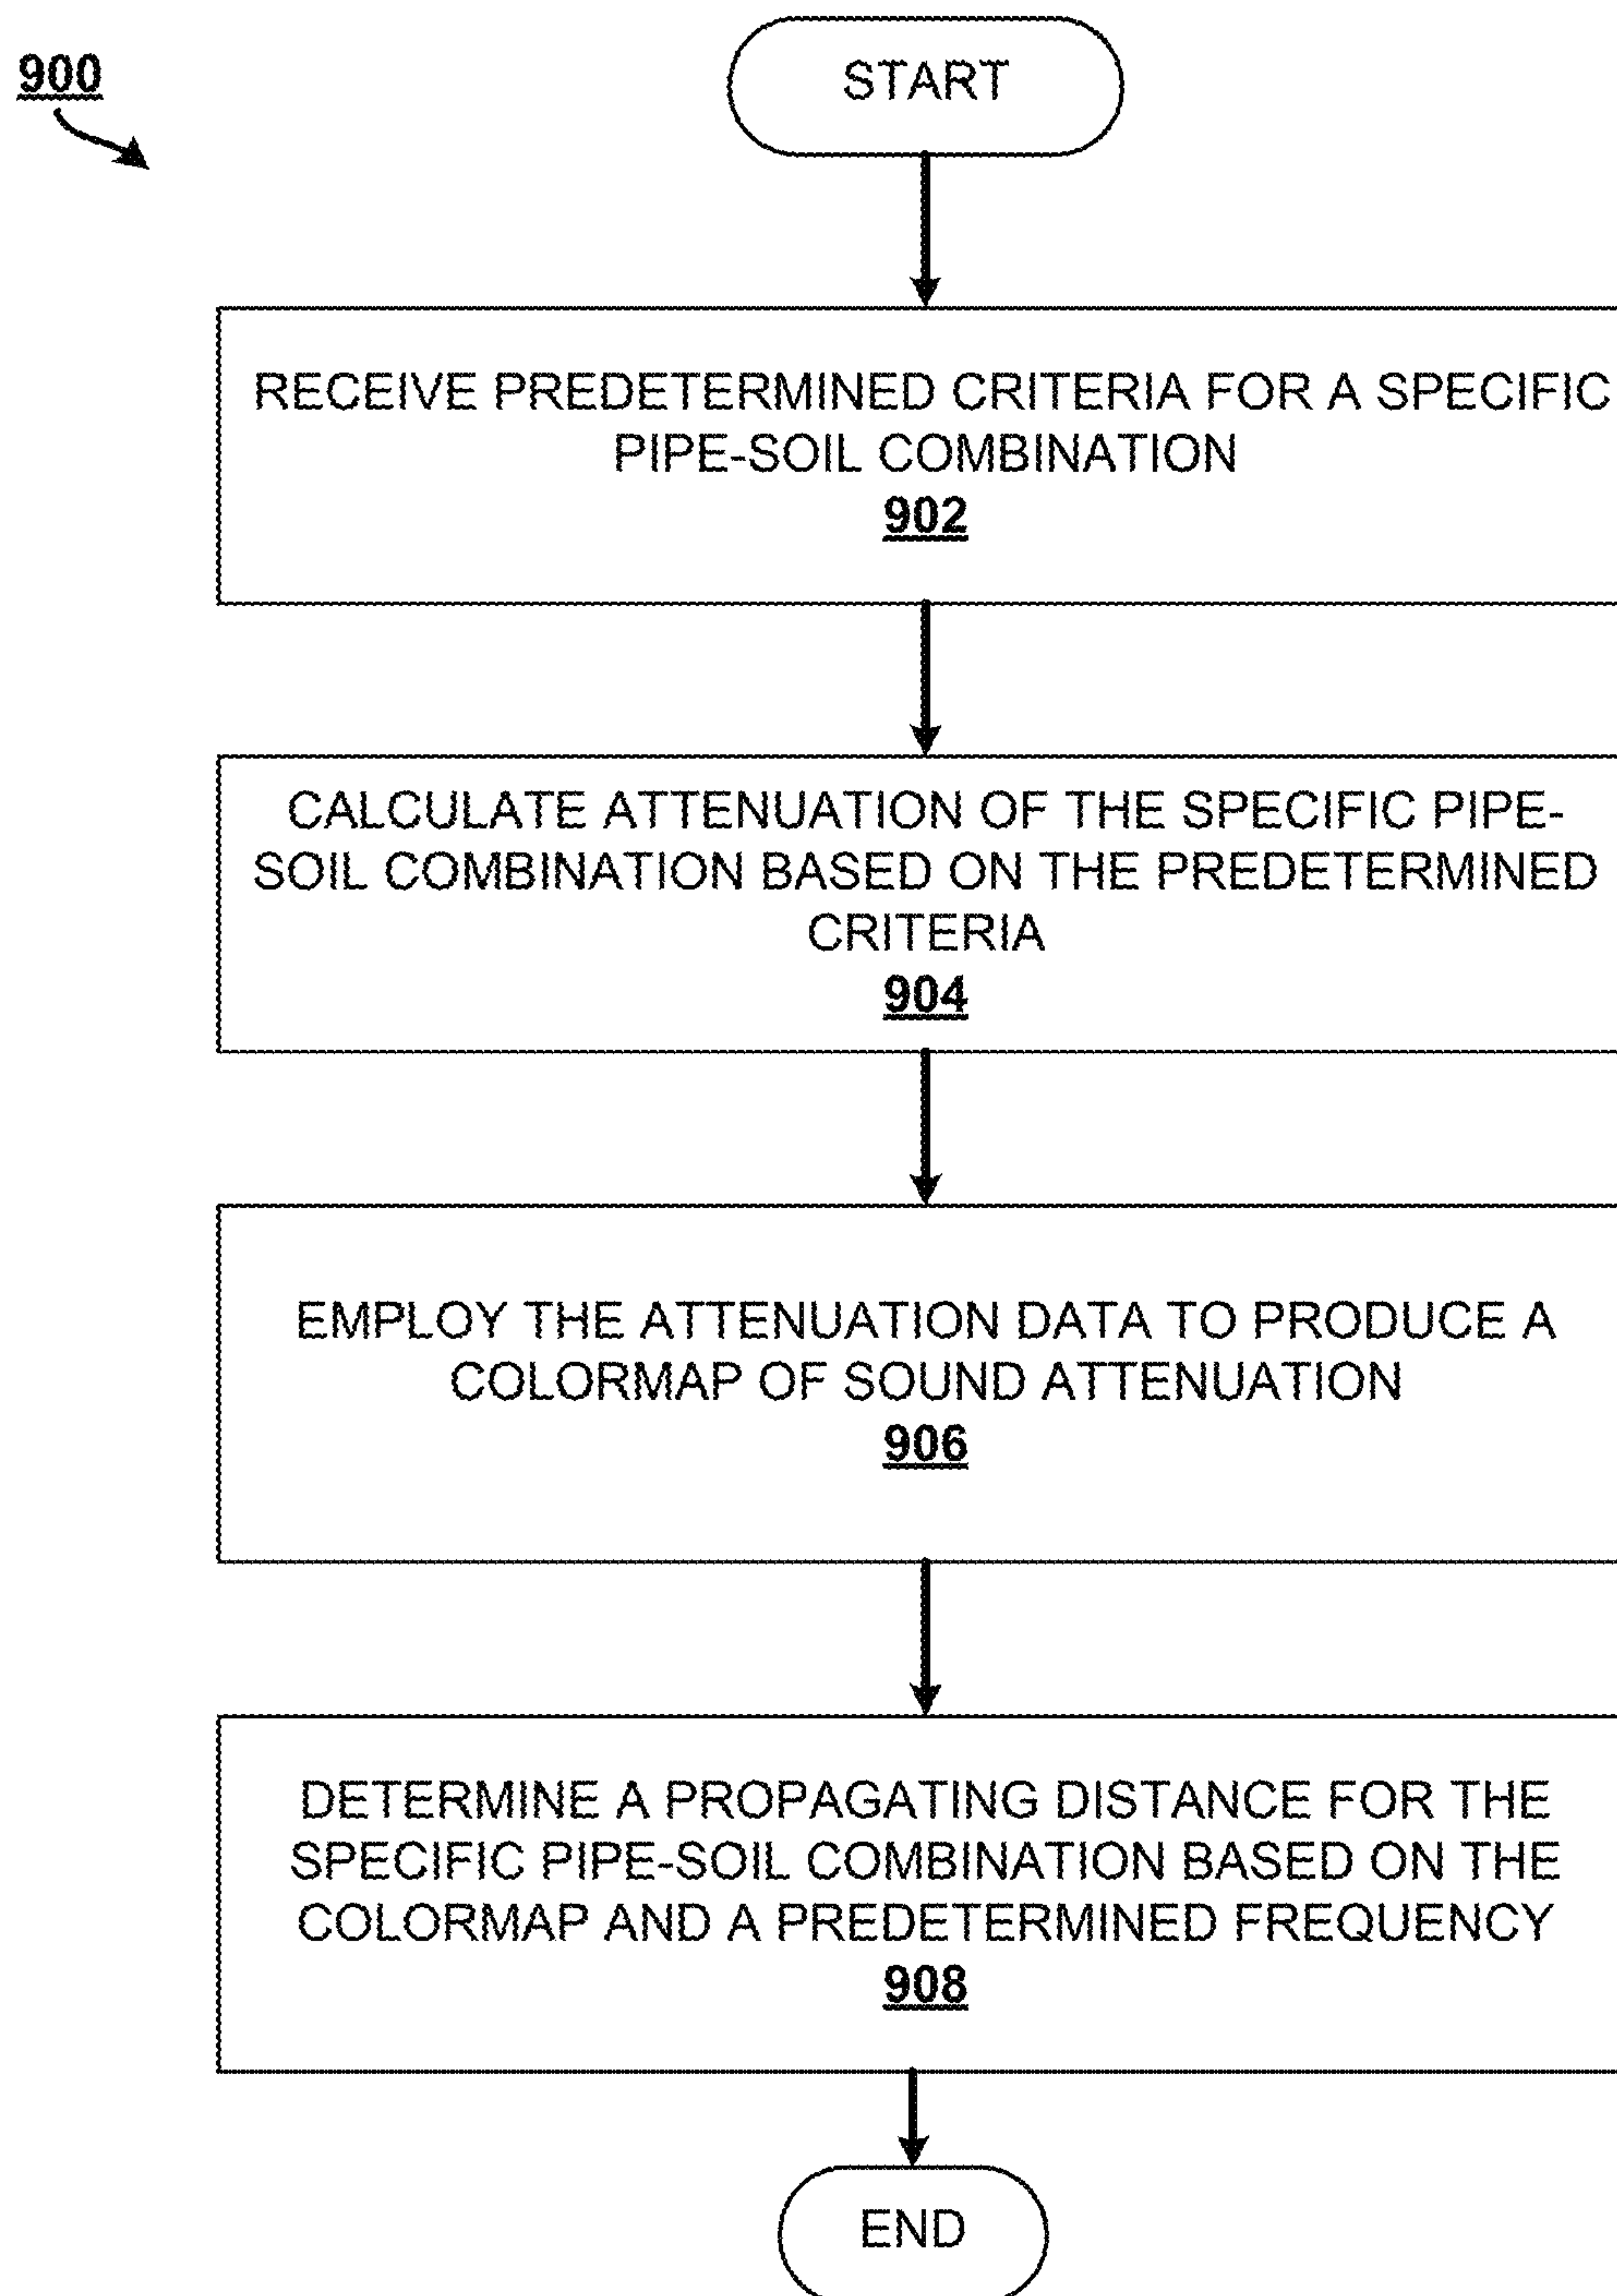 900
START
RECEIVE PREDETERMINED CRITERIA FOR A SPECIFIC
PIPE-SOIL COMBINATION
902
CALCULATE ATTENUATION OF THE SPECIFIC PIPE-
SOIL COMBINATION BASED ON THE PREDETERMINED
CRITERIA
904
EMPLOY THE ATTENUATION DATA TO PRODUCE A
COLORMAP OF SOUND ATTENUATION
906
DETERMINE A PROPAGATING DISTANCE FOR THE
SPECIFIC PIPE-SOIL COMBINATION BASED ON THE
COLORMAP AND A PREDETERMINED FREQUENCY
908
END